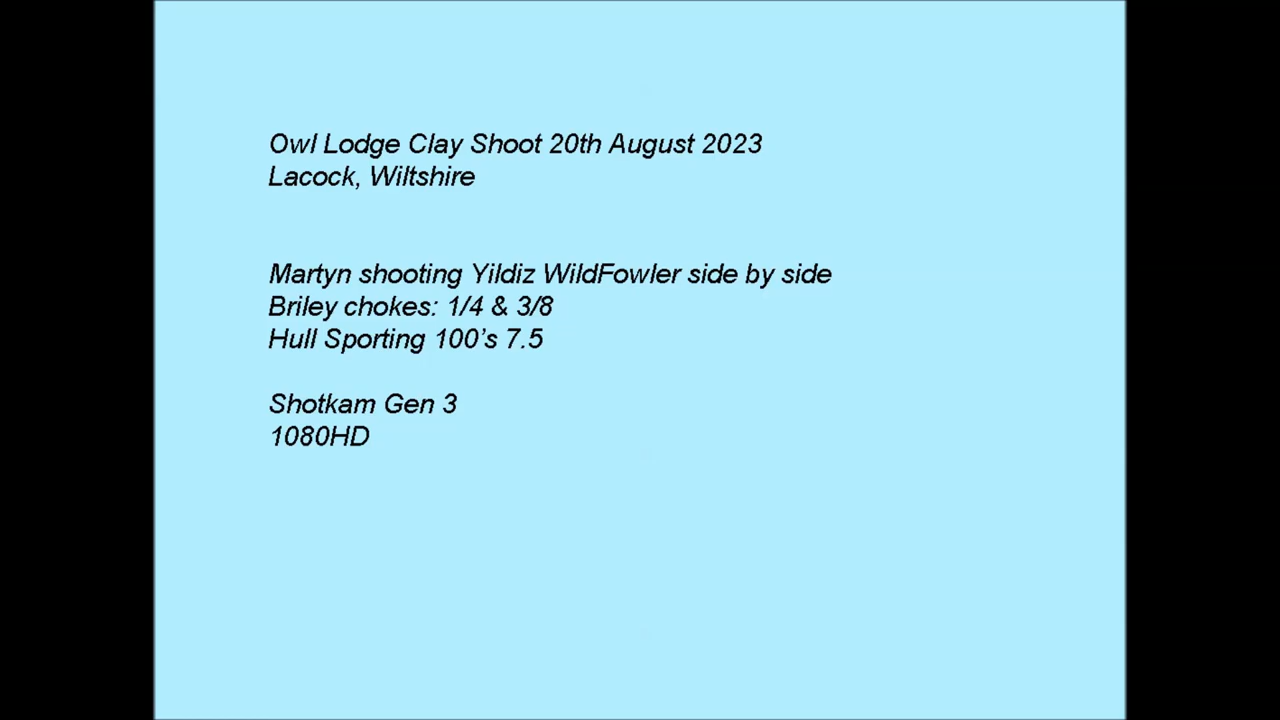 Owl Lodge Clay Shoot 20th August 2023
Lacock, Wiltshire
Martyn shooting Yildiz WildFowler side by side
Briley chokes: 1/4 & 3/8
Hull Sporting 100’s 7.5
Shotkam Gen 3
1080HD